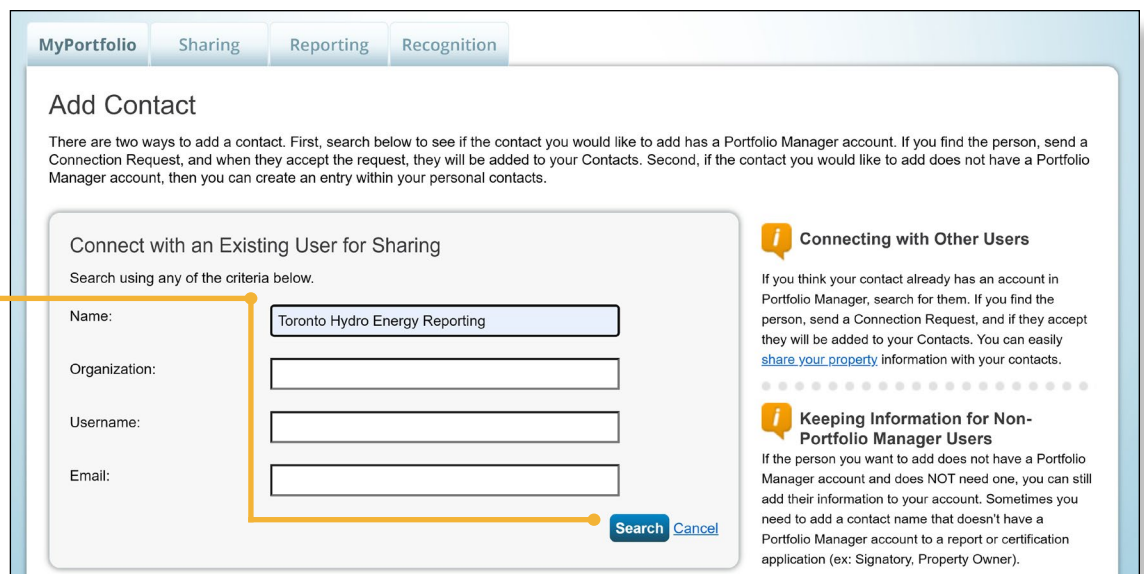 MyPortfolio Sharing Reporting Recognition
Add Contact
There are two ways to add a contact. First, search below to see if the contact you would like to add has a Portfolio Manager account. If you find the person, send a
Connection Request, and when they accept the request, they will be added to your Contacts. Second, if the contact you would like to add does not have a Portfolio
Manager account, then you can create an entry within your personal contacts.
Connect with an Existing User for Sharing
Search using any of the criteria below.
Name:
Toronto Hydro Energy Reporting
Organization:
Username:
Email:
Search Cancel
Connecting with Other Users
If you think your contact already has an account in
Portfolio Manager, search for them. If you find the
person, send a Connection Request, and if they accept
they will be added to your Contacts. You can easily
share your property information with your contacts.
Keeping Information for Non-
Portfolio Manager Users
If the person you want to add does not have a Portfolio
Manager account and does NOT need one, you can still
add their information to your account. Sometimes you
need to add a contact name that doesn't have a
Portfolio Manager account to a report or certification
application (ex: Signatory, Property Owner).